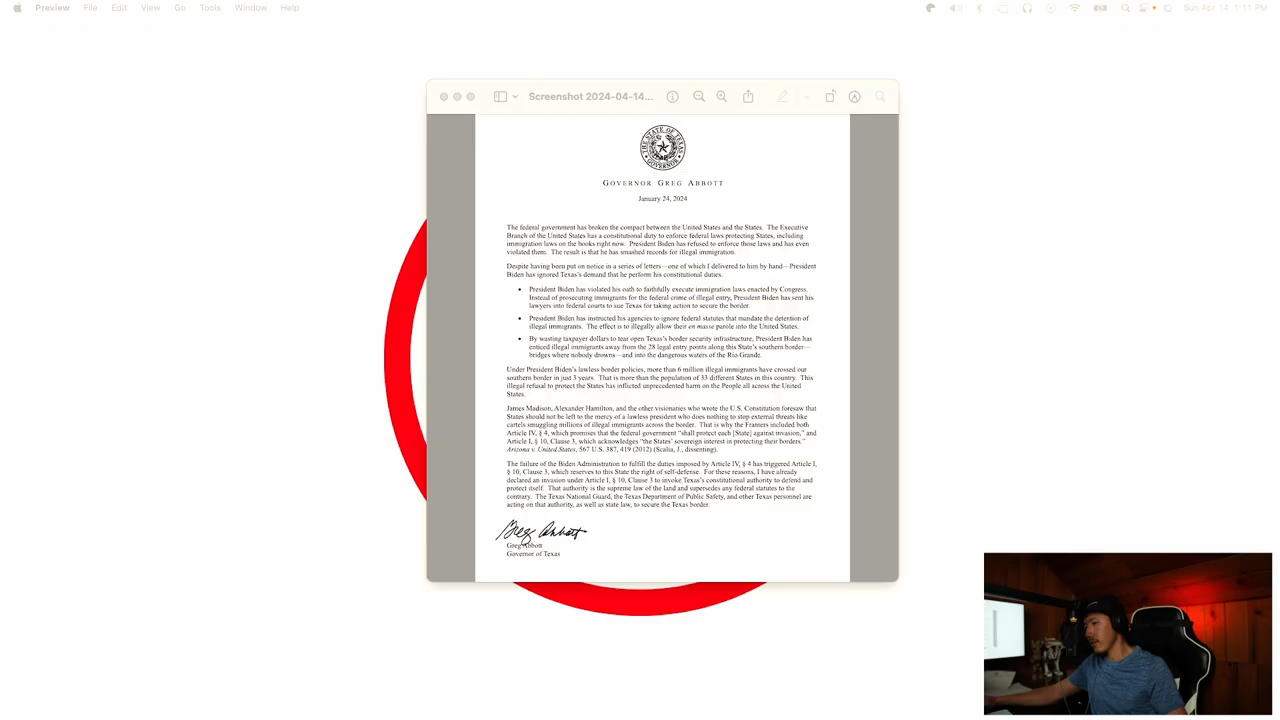 Preview File Edit View Go Tools Window Help Sun Apr 14 1:11 PM
Screenshot 2024-04-14...
THE STATE OF TEXAS
GOVERNOR
GOVERNOR GREG ABBOTT
January 24, 2024
The federal government has broken the compact between the United States and the States. The Executive
Branch of the United States has a constitutional duty to enforce federal laws protecting States, including
immigration laws on the books right now. President Biden has refused to enforce those laws and has even
violated them. The result is that he has smashed records for illegal immigration.
Despite having been put on notice in a series of letters—one of which I delivered to him by hand—President
Biden has ignored Texas's demand that he perform his constitutional duties.
• President Biden has violated his oath to faithfully execute immigration laws enacted by Congress.
Instead of prosecuting immigrants for the federal crime of illegal entry, President Biden has sent his
lawyers into federal courts to sue Texas for taking action to secure the border.
• President Biden has instructed his agencies to ignore federal statutes that mandate the detention of
illegal immigrants. The effect is to illegally allow their en masse parole into the United States.
• By wasting taxpayer dollars to tear open Texas's border security infrastructure, President Biden has
enticed illegal immigrants away from the 28 legal entry points along this State's southern border—
bridges where nobody drowns—and into the dangerous waters of the Rio Grande.
Under President Biden's lawless border policies, more than 6 million illegal immigrants have crossed our
southern border in just 3 years. That is more than the population of 33 different States in this country. This
illegal refusal to protect the States has inflicted unprecedented harm on the People all across the United
States.
James Madison, Alexander Hamilton, and the other visionaries who wrote the U.S. Constitution foresaw that
States should not be left to the mercy of a lawless president who does nothing to stop external threats like
cartels smuggling millions of illegal immigrants across the border. That is why the Framers included both
Article IV, § 4, which promises that the federal government "shall protect each [State] against invasion," and
Article I, § 10, Clause 3, which acknowledges "the States' sovereign interest in protecting their borders."
Arizona v. United States, 567 U.S. 387, 419 (2012) (Scalia, J., dissenting).
The failure of the Biden Administration to fulfill the duties imposed by Article IV, § 4 has triggered Article I,
§ 10, Clause 3, which reserves to this State the right of self-defense. For these reasons, I have already
declared an invasion under Article I, § 10, Clause 3 to invoke Texas's constitutional authority to defend and
protect itself. That authority is the supreme law of the land and supersedes any federal statutes to the
contrary. The Texas National Guard, the Texas Department of Public Safety, and other Texas personnel are
acting on that authority, as well as state law, to secure the Texas border.
Greg Abbott
Greg Abbott
Governor of Texas